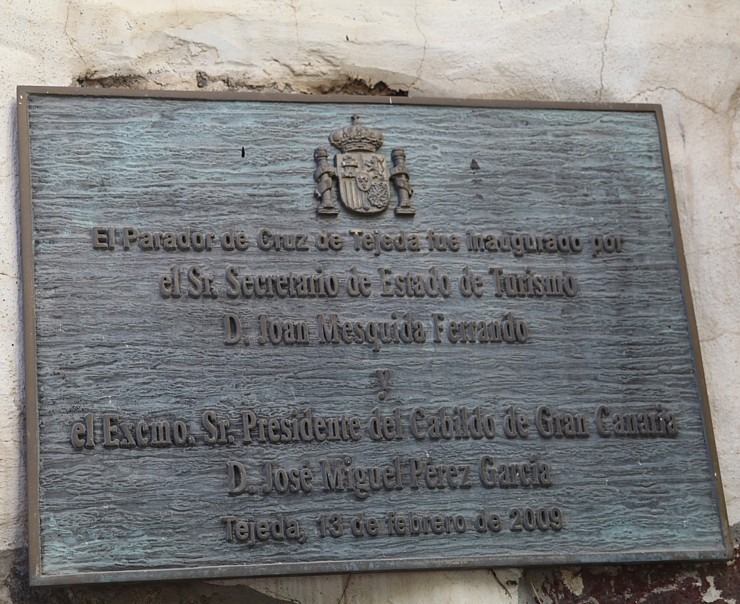 El Parador de Cruz de Tejeda fue inaugurado por
el Sr. Secretario de Estado de Turismo
D. Joan Mesquida Ferrando
y
el Excmo. Sr. Presidente del Cabildo de Gran Canaria
D. José Miguel Pérez García
Tejeda, 13 de febrero de 2009